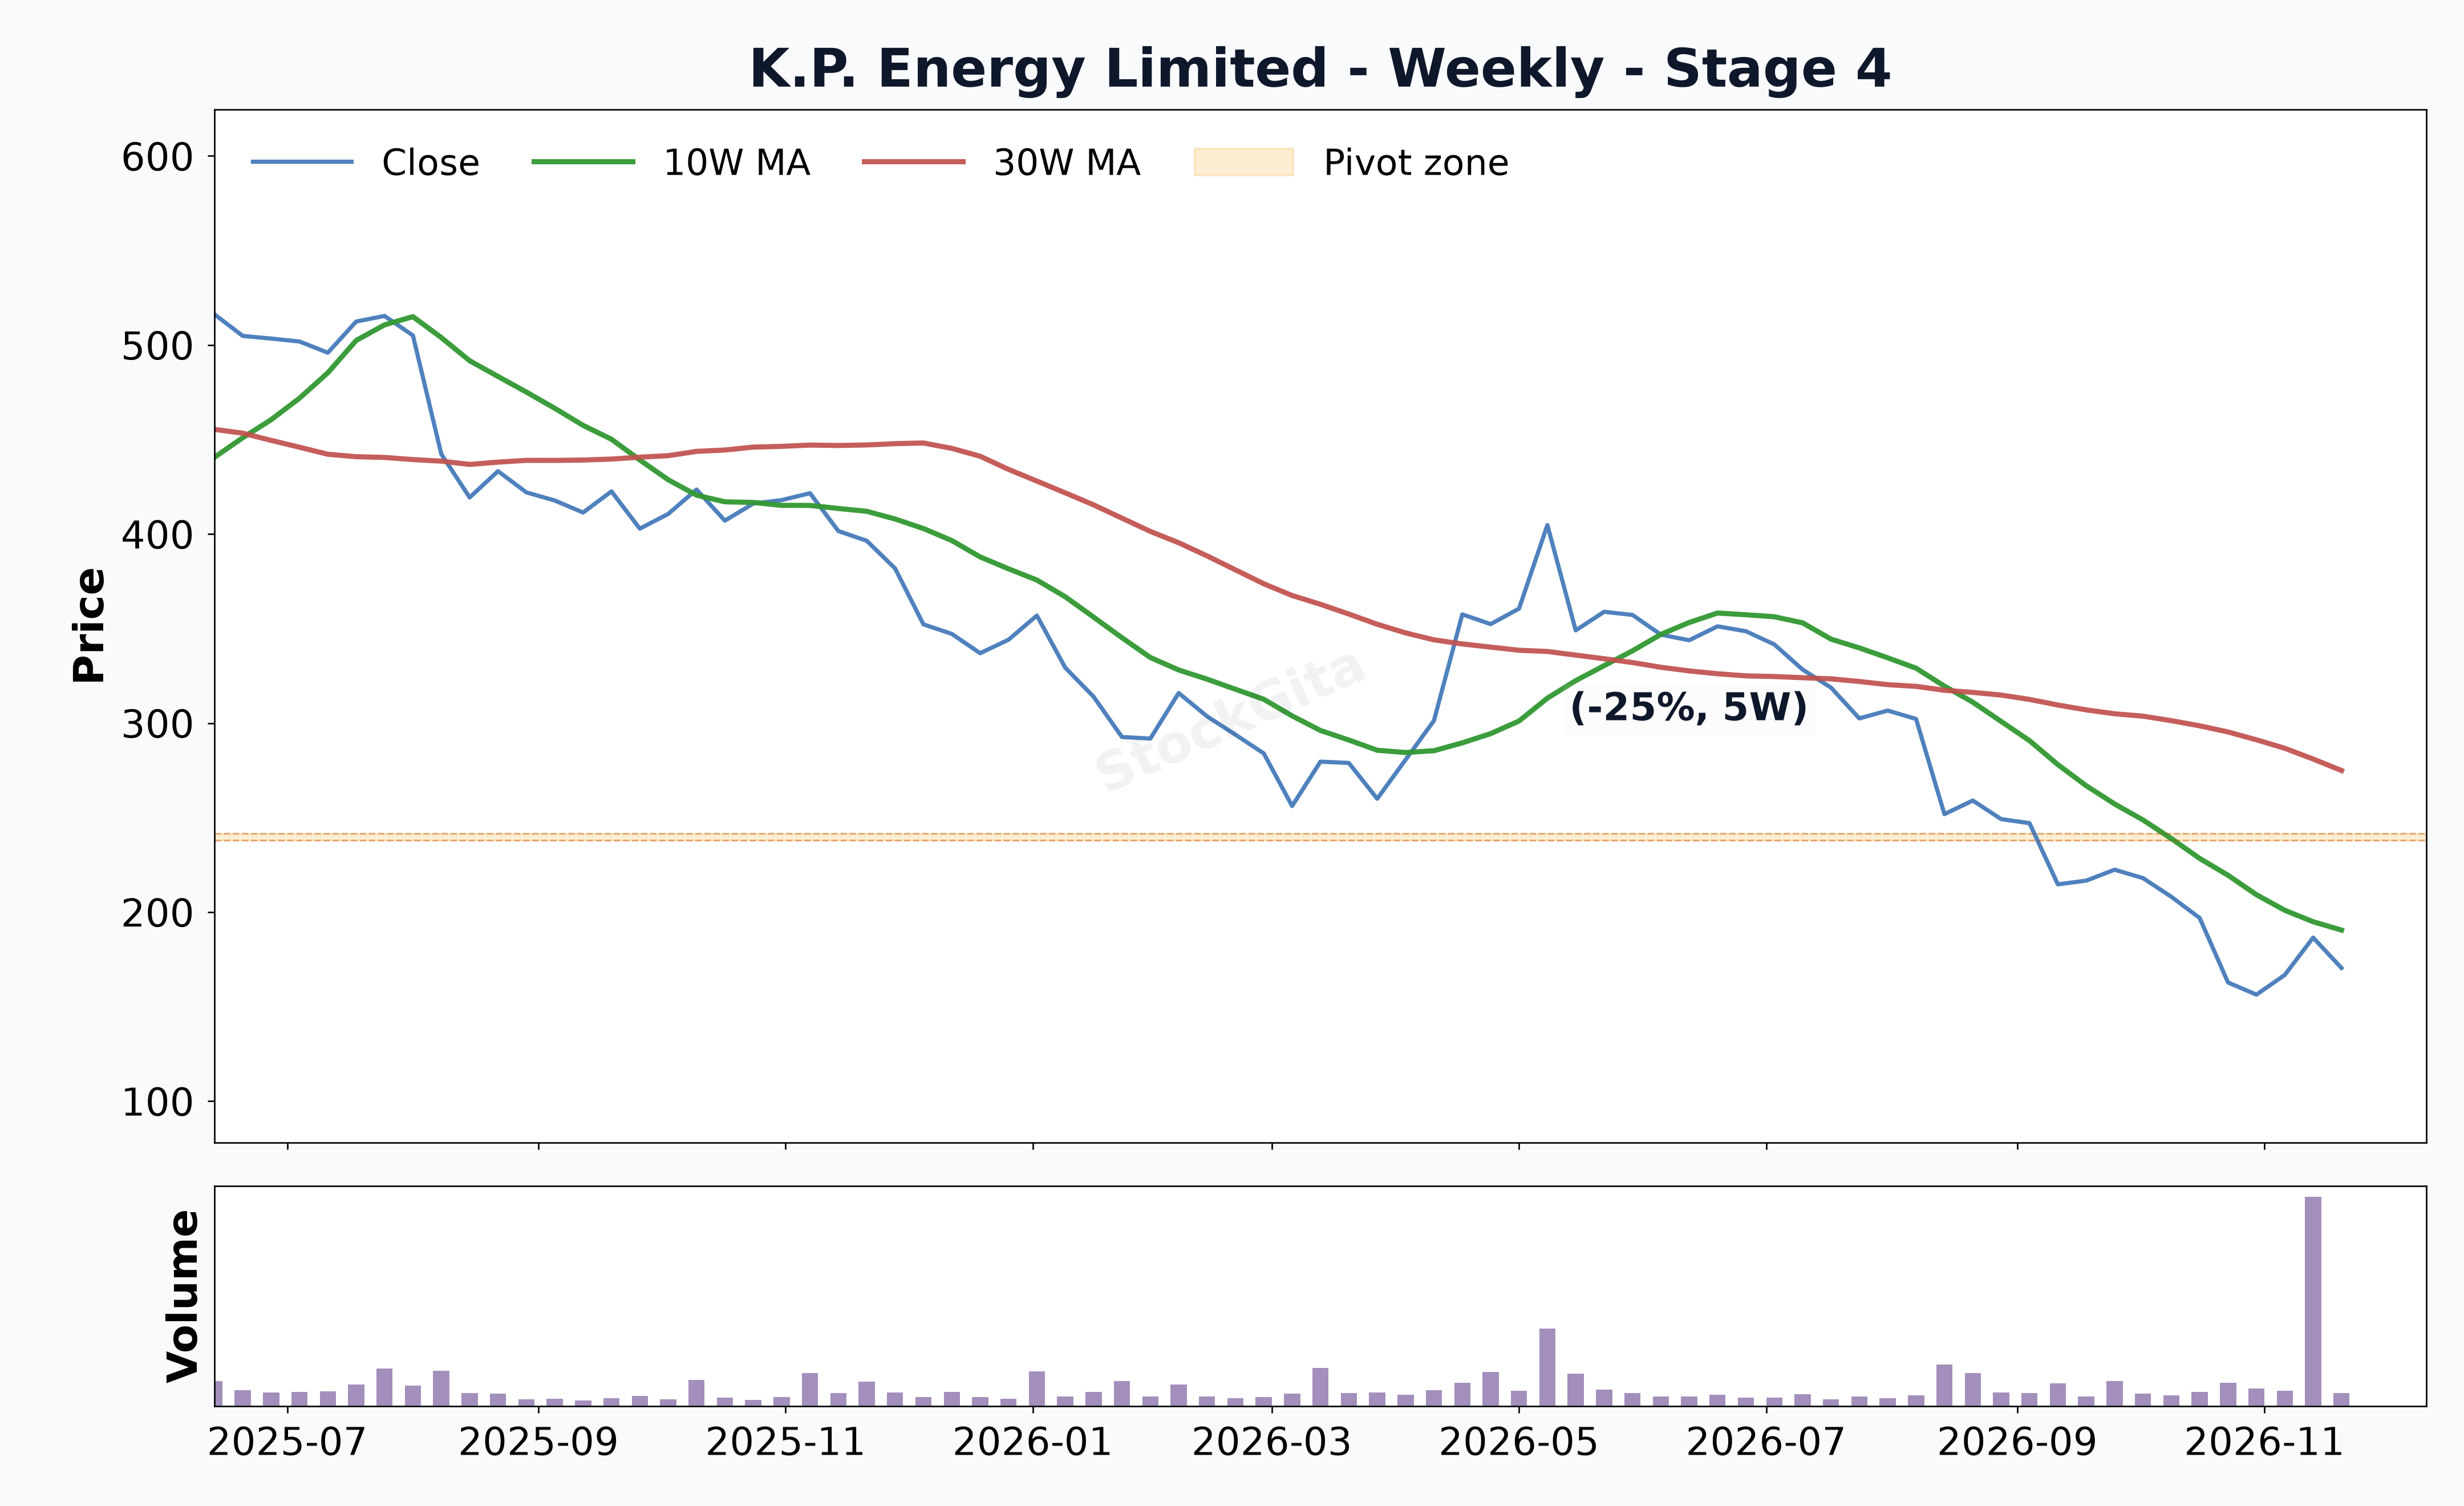 K.P. Energy Limited - Weekly - Stage 4
Close
10W MA
30W MA
Pivot zone
600
500
400
300
200
100
Price
StockGita
(-25%, 5W)
Volume
2025-07
2025-09
2025-11
2026-01
2026-03
2026-05
2026-07
2026-09
2026-11